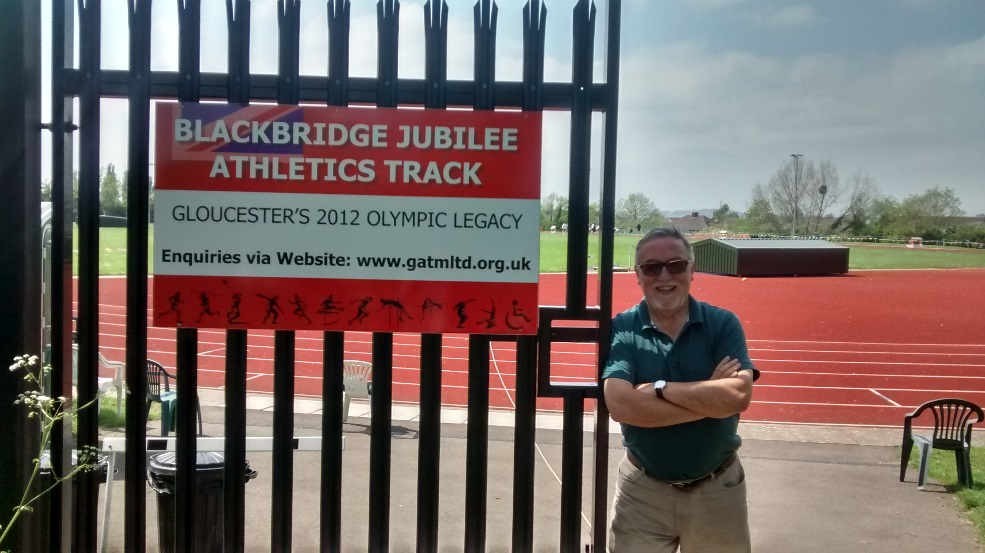 BLACKBRIDGE JUBILEE
ATHLETICS TRACK
GLOUCESTER'S 2012 OLYMPIC LEGACY
Enquiries via Website: www.gatmltd.org.uk